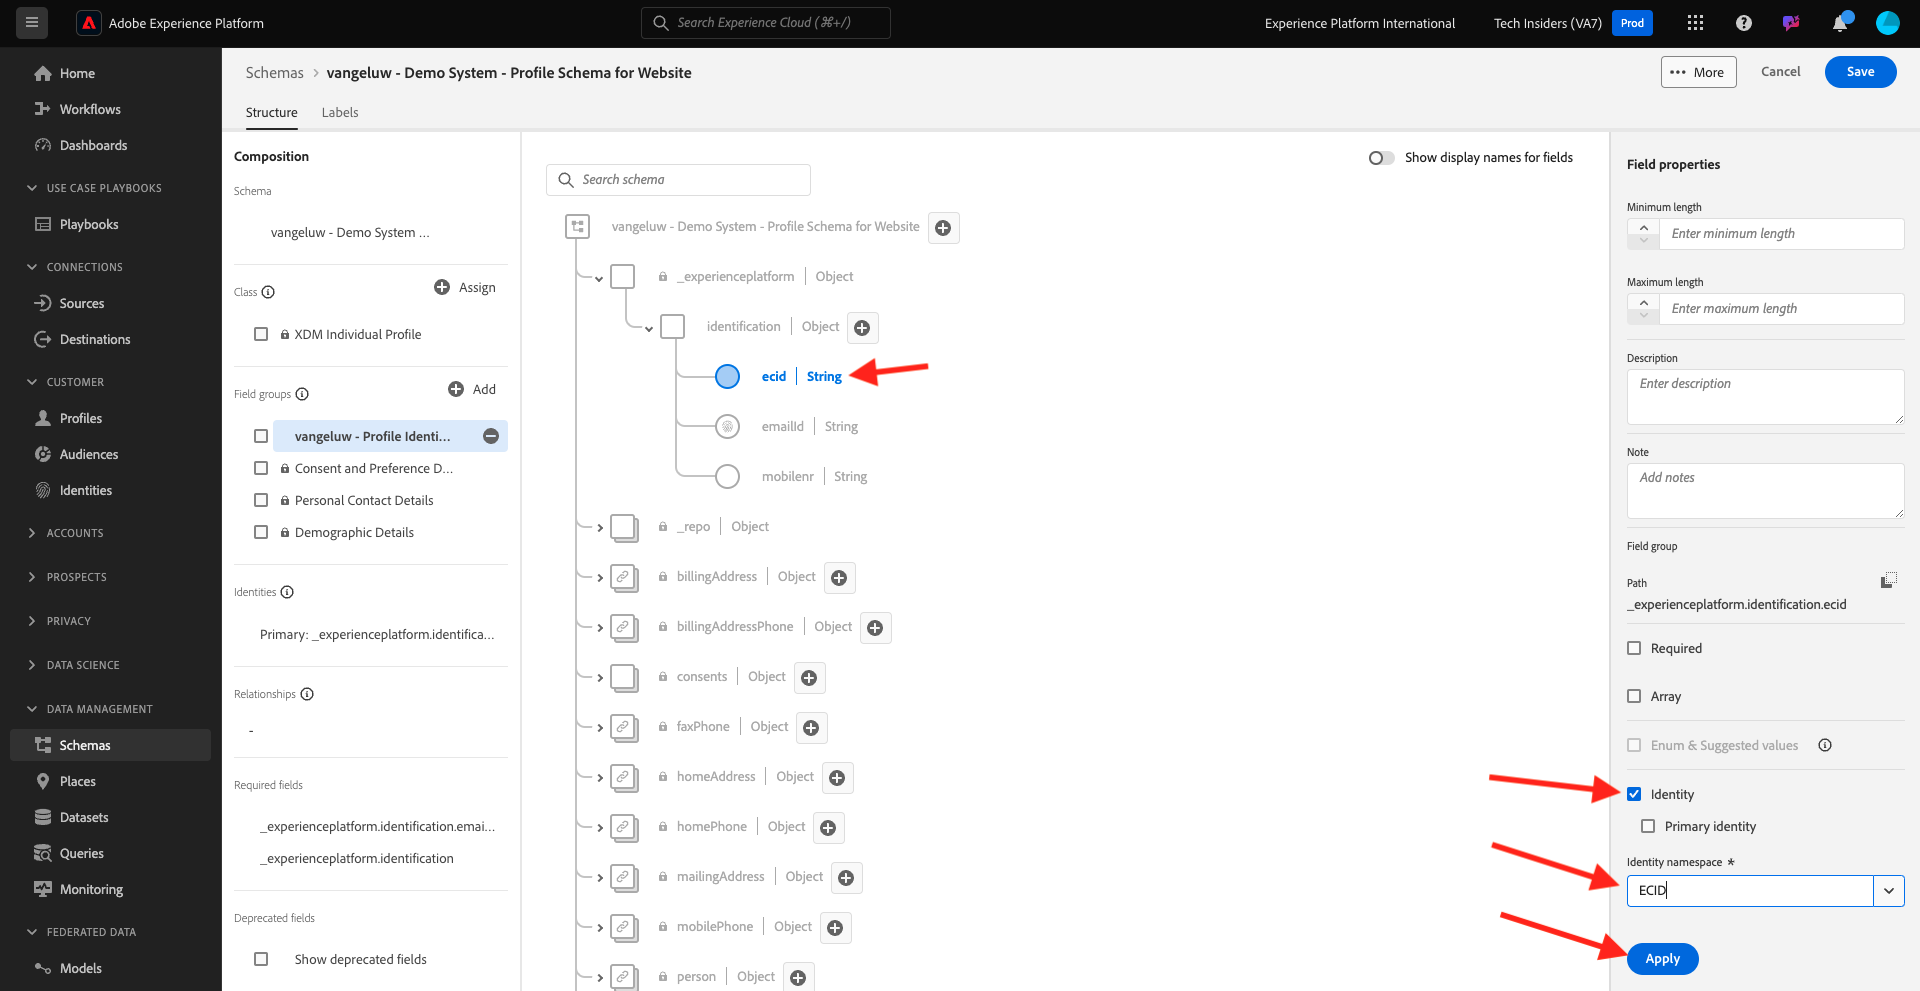 Adobe Experience Platform
Search Experience Cloud (⌘+/)
Experience Platform International
Tech Insiders (VA7)
Prod
Home
Workflows
Dashboards
USE CASE PLAYBOOKS
Playbooks
CONNECTIONS
Sources
Destinations
CUSTOMER
Profiles
Audiences
Identities
ACCOUNTS
PROSPECTS
PRIVACY
DATA SCIENCE
DATA MANAGEMENT
Schemas
Places
Datasets
Queries
Monitoring
FEDERATED DATA
Models
Schemas > vangeluw - Demo System - Profile Schema for Website
More
Cancel
Save
Structure
Labels
Composition
Schema
vangeluw - Demo System ...
Class
Assign
XDM Individual Profile
Field groups
Add
vangeluw - Profile Identi...
Consent and Preference D...
Personal Contact Details
Demographic Details
Identities
Primary: _experienceplatform.identifica...
Relationships
-
Required fields
_experienceplatform.identification.emai...
_experienceplatform.identification
Deprecated fields
Show deprecated fields
Search schema
Show display names for fields
vangeluw - Demo System - Profile Schema for Website
_experienceplatform | Object
identification | Object
ecid | String
emailId | String
mobilenr | String
_repo | Object
billingAddress | Object
billingAddressPhone | Object
consents | Object
faxPhone | Object
homeAddress | Object
homePhone | Object
mailingAddress | Object
mobilePhone | Object
person | Object
Field properties
Minimum length
Enter minimum length
Maximum length
Enter maximum length
Description
Enter description
Note
Add notes
Field group
Path
_experienceplatform.identification.ecid
Required
Array
Enum & Suggested values
Identity
Primary identity
Identity namespace *
ECID
Apply